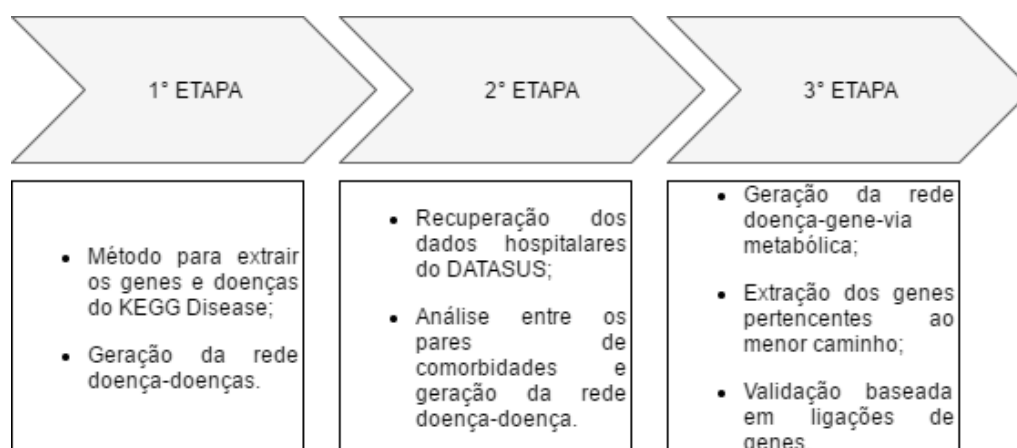 1° ETAPA
2° ETAPA
3° ETAPA
• Método para extrair
os genes e doenças
do KEGG Disease;
• Geração da rede
doença-doenças.
• Recuperação dos
dados hospitalares
do DATASUS;
• Análise entre os
pares de
comorbidades e
geração da rede
doença-doença.
• Geração da rede
doença-gene-via
metabólica;
• Extração dos genes
pertencentes ao
menor caminho;
• Validação baseada
em ligações de
genes